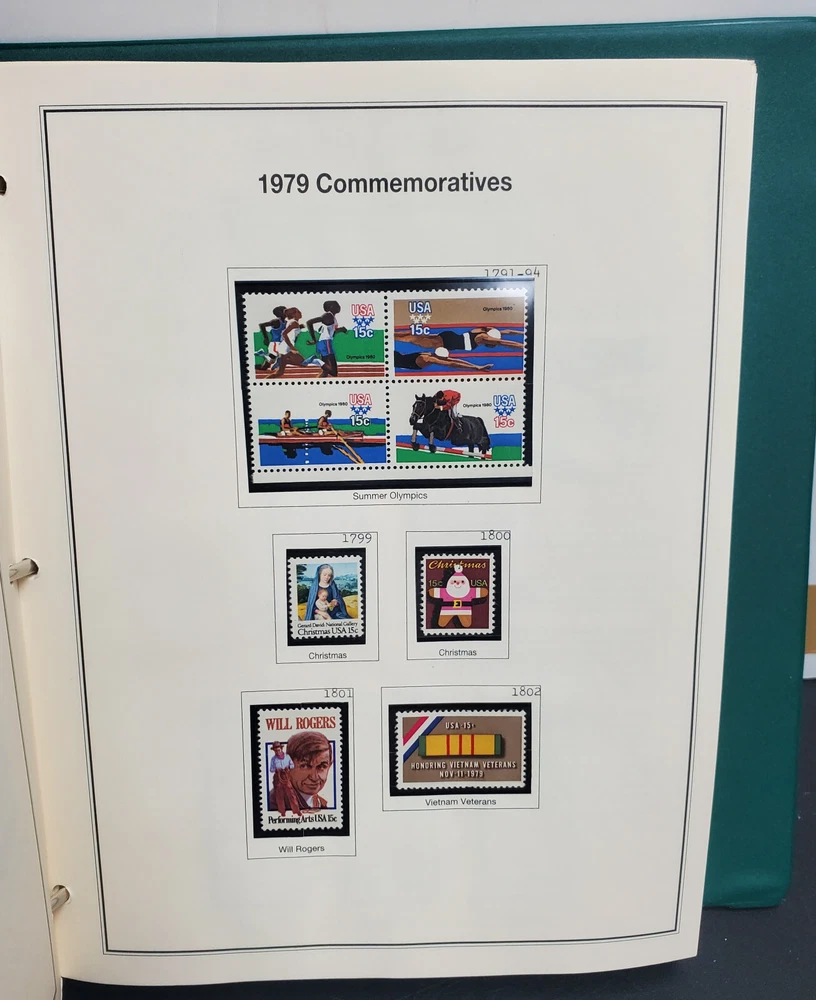 1979 Commemoratives
1791-94
USA
15c
Olympics 1980
USA
15c
Olympics 1980
USA
15c
Olympics 1980
USA
15c
Olympics 1980
Summer Olympics
1799
Gerard David: National Gallery
Christmas USA 15c
Christmas
1800
Christmas
15c USA
Christmas
1801
WILL ROGERS
Performing Arts USA 15c
Will Rogers
1802
USA 15c
HONORING VIETNAM VETERANS
NOV·11·1979
Vietnam Veterans